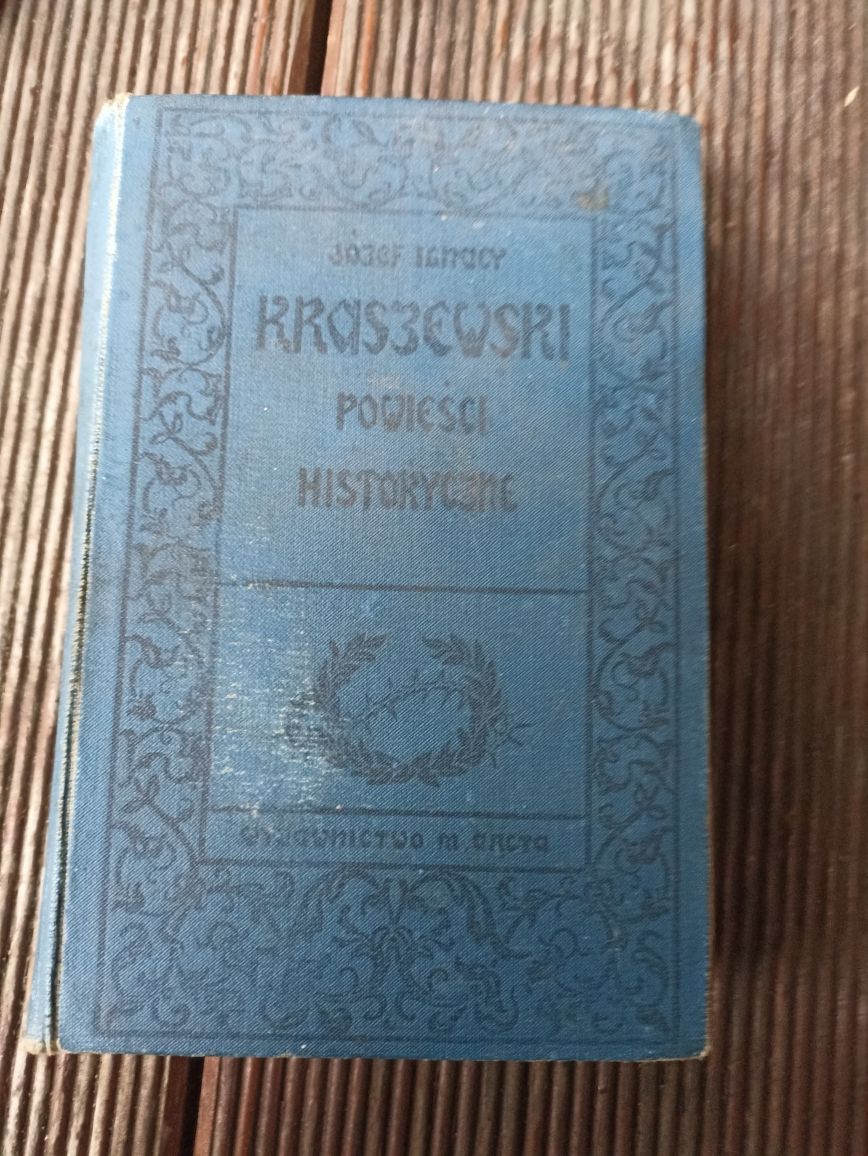 JÓZEF IGNACY
KRASZEWSKI
POWIEŚCI
HISTORYCZNE
WYDAWNICTWO M. ARCTA